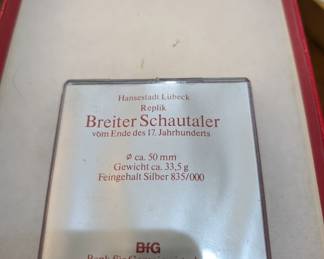 Hansestadt Lübeck
Replik
Breiter Schautaler
vom Ende des 17. Jahrhunderts
ø ca. 50 mm
Gewicht ca. 33,5 g
Feingehalt Silber 835/000
BfG